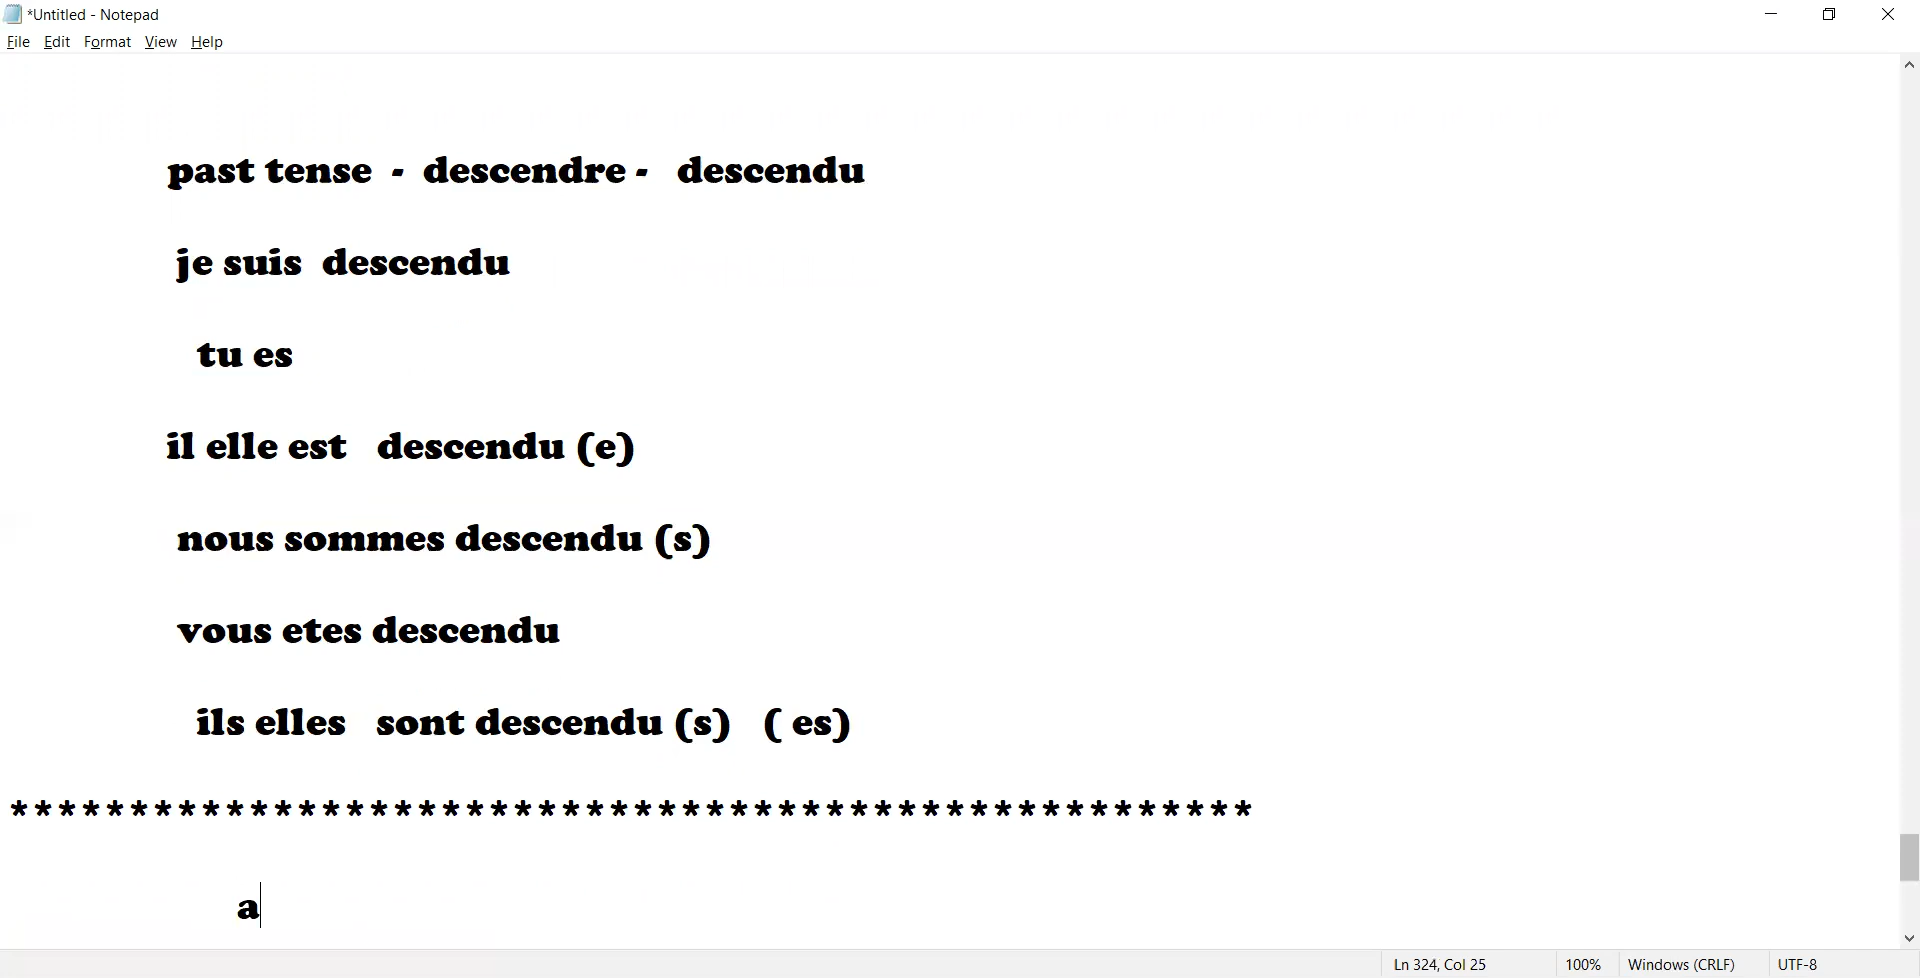 *Untitled - Notepad
File Edit Format View Help
past tense - descendre - descendu
je suis descendu
tu es
il elle est descendu (e)
nous sommes descendu (s)
vous etes descendu
ils elles sont descendu (s) ( es)
****************************************************
a
Ln 324, Col 25 100% Windows (CRLF) UTF-8